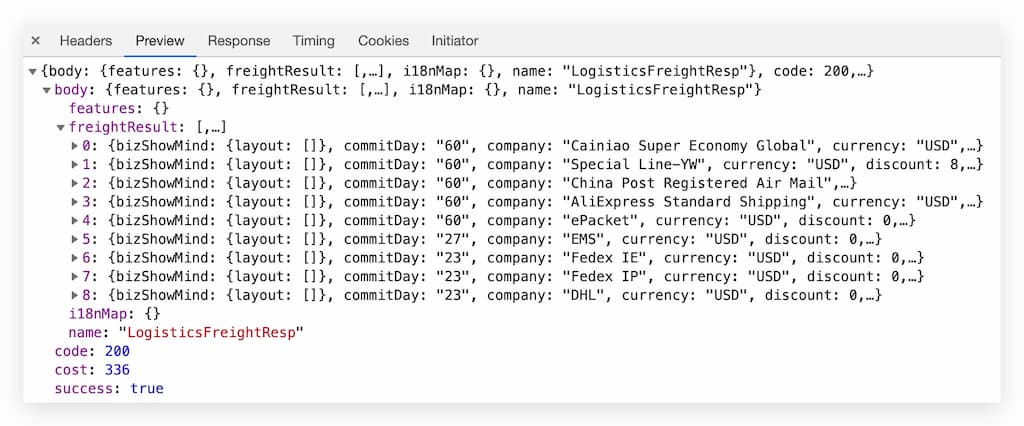 × Headers Preview Response Timing Cookies Initiator
▼{body: {features: {}, freightResult: [,…], i18nMap: {}, name: "LogisticsFreightResp"}, code: 200,…}
▼body: {features: {}, freightResult: [,…], i18nMap: {}, name: "LogisticsFreightResp"}
features: {}
▼freightResult: [,…]
▶0: {bizShowMind: {layout: []}, commitDay: "60", company: "Cainiao Super Economy Global", currency: "USD",…}
▶1: {bizShowMind: {layout: []}, commitDay: "60", company: "Special Line-YW", currency: "USD", discount: 8,…}
▶2: {bizShowMind: {layout: []}, commitDay: "60", company: "China Post Registered Air Mail",…}
▶3: {bizShowMind: {layout: []}, commitDay: "60", company: "AliExpress Standard Shipping", currency: "USD",…}
▶4: {bizShowMind: {layout: []}, commitDay: "60", company: "ePacket", currency: "USD", discount: 0,…}
▶5: {bizShowMind: {layout: []}, commitDay: "27", company: "EMS", currency: "USD", discount: 0,…}
▶6: {bizShowMind: {layout: []}, commitDay: "23", company: "Fedex IE", currency: "USD", discount: 0,…}
▶7: {bizShowMind: {layout: []}, commitDay: "23", company: "Fedex IP", currency: "USD", discount: 0,…}
▶8: {bizShowMind: {layout: []}, commitDay: "23", company: "DHL", currency: "USD", discount: 0,…}
i18nMap: {}
name: "LogisticsFreightResp"
code: 200
cost: 336
success: true